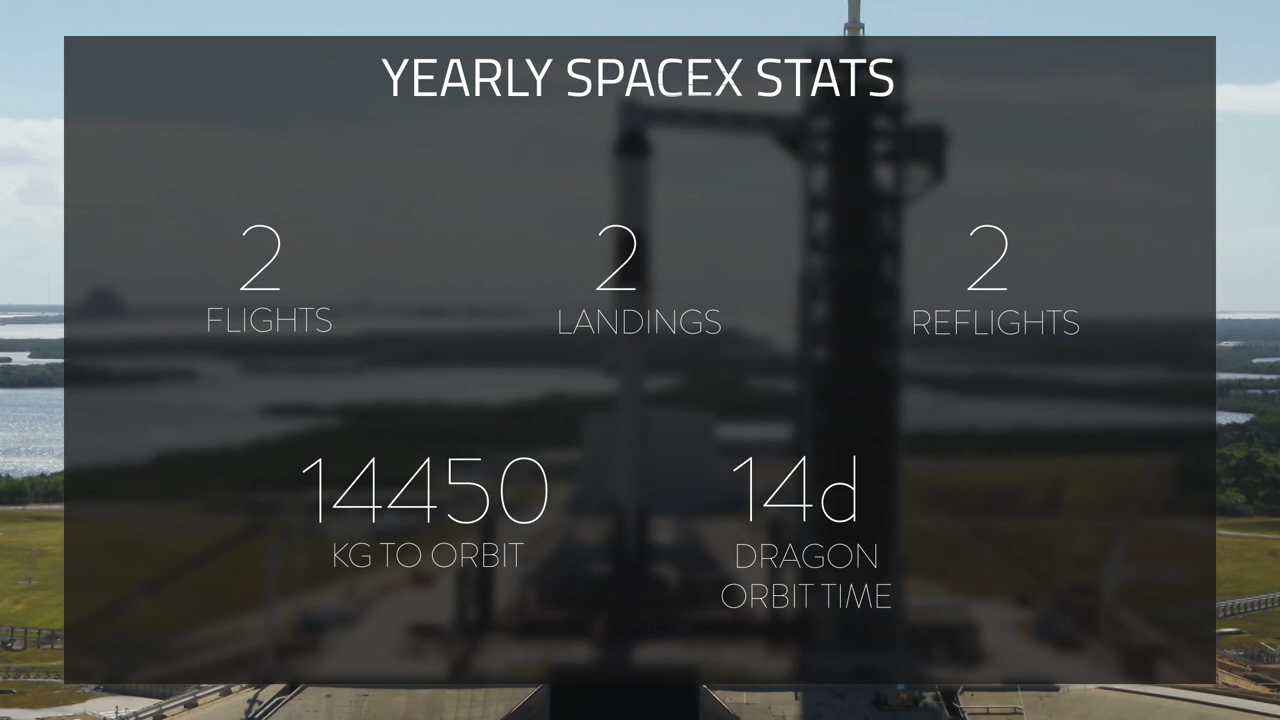 YEARLY SPACEX STATS
2
FLIGHTS
2
LANDINGS
2
REFLIGHTS
14450
KG TO ORBIT
14d
DRAGON
ORBIT TIME